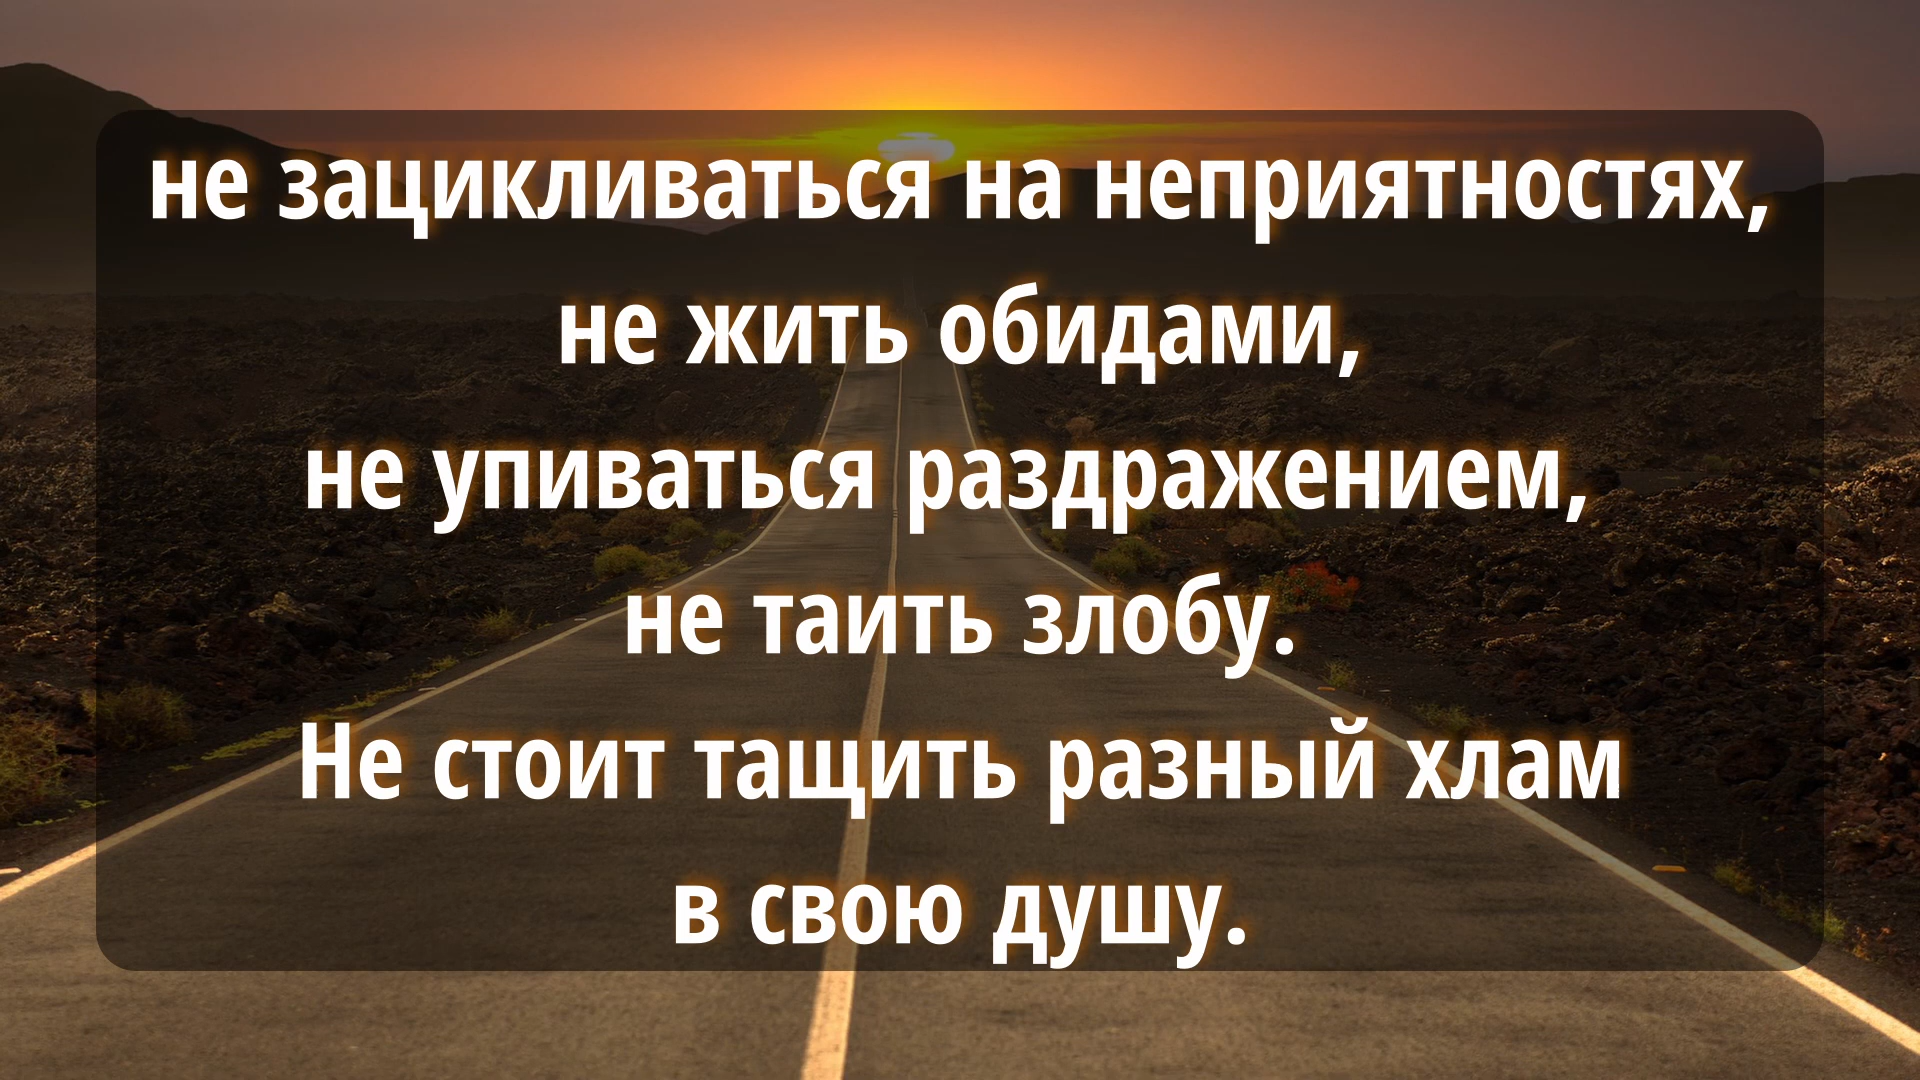 не зацикливаться на неприятностях,
не жить обидами,
не упиваться раздражением,
не таить злобу.
Не стоит тащить разный хлам
в свою душу.